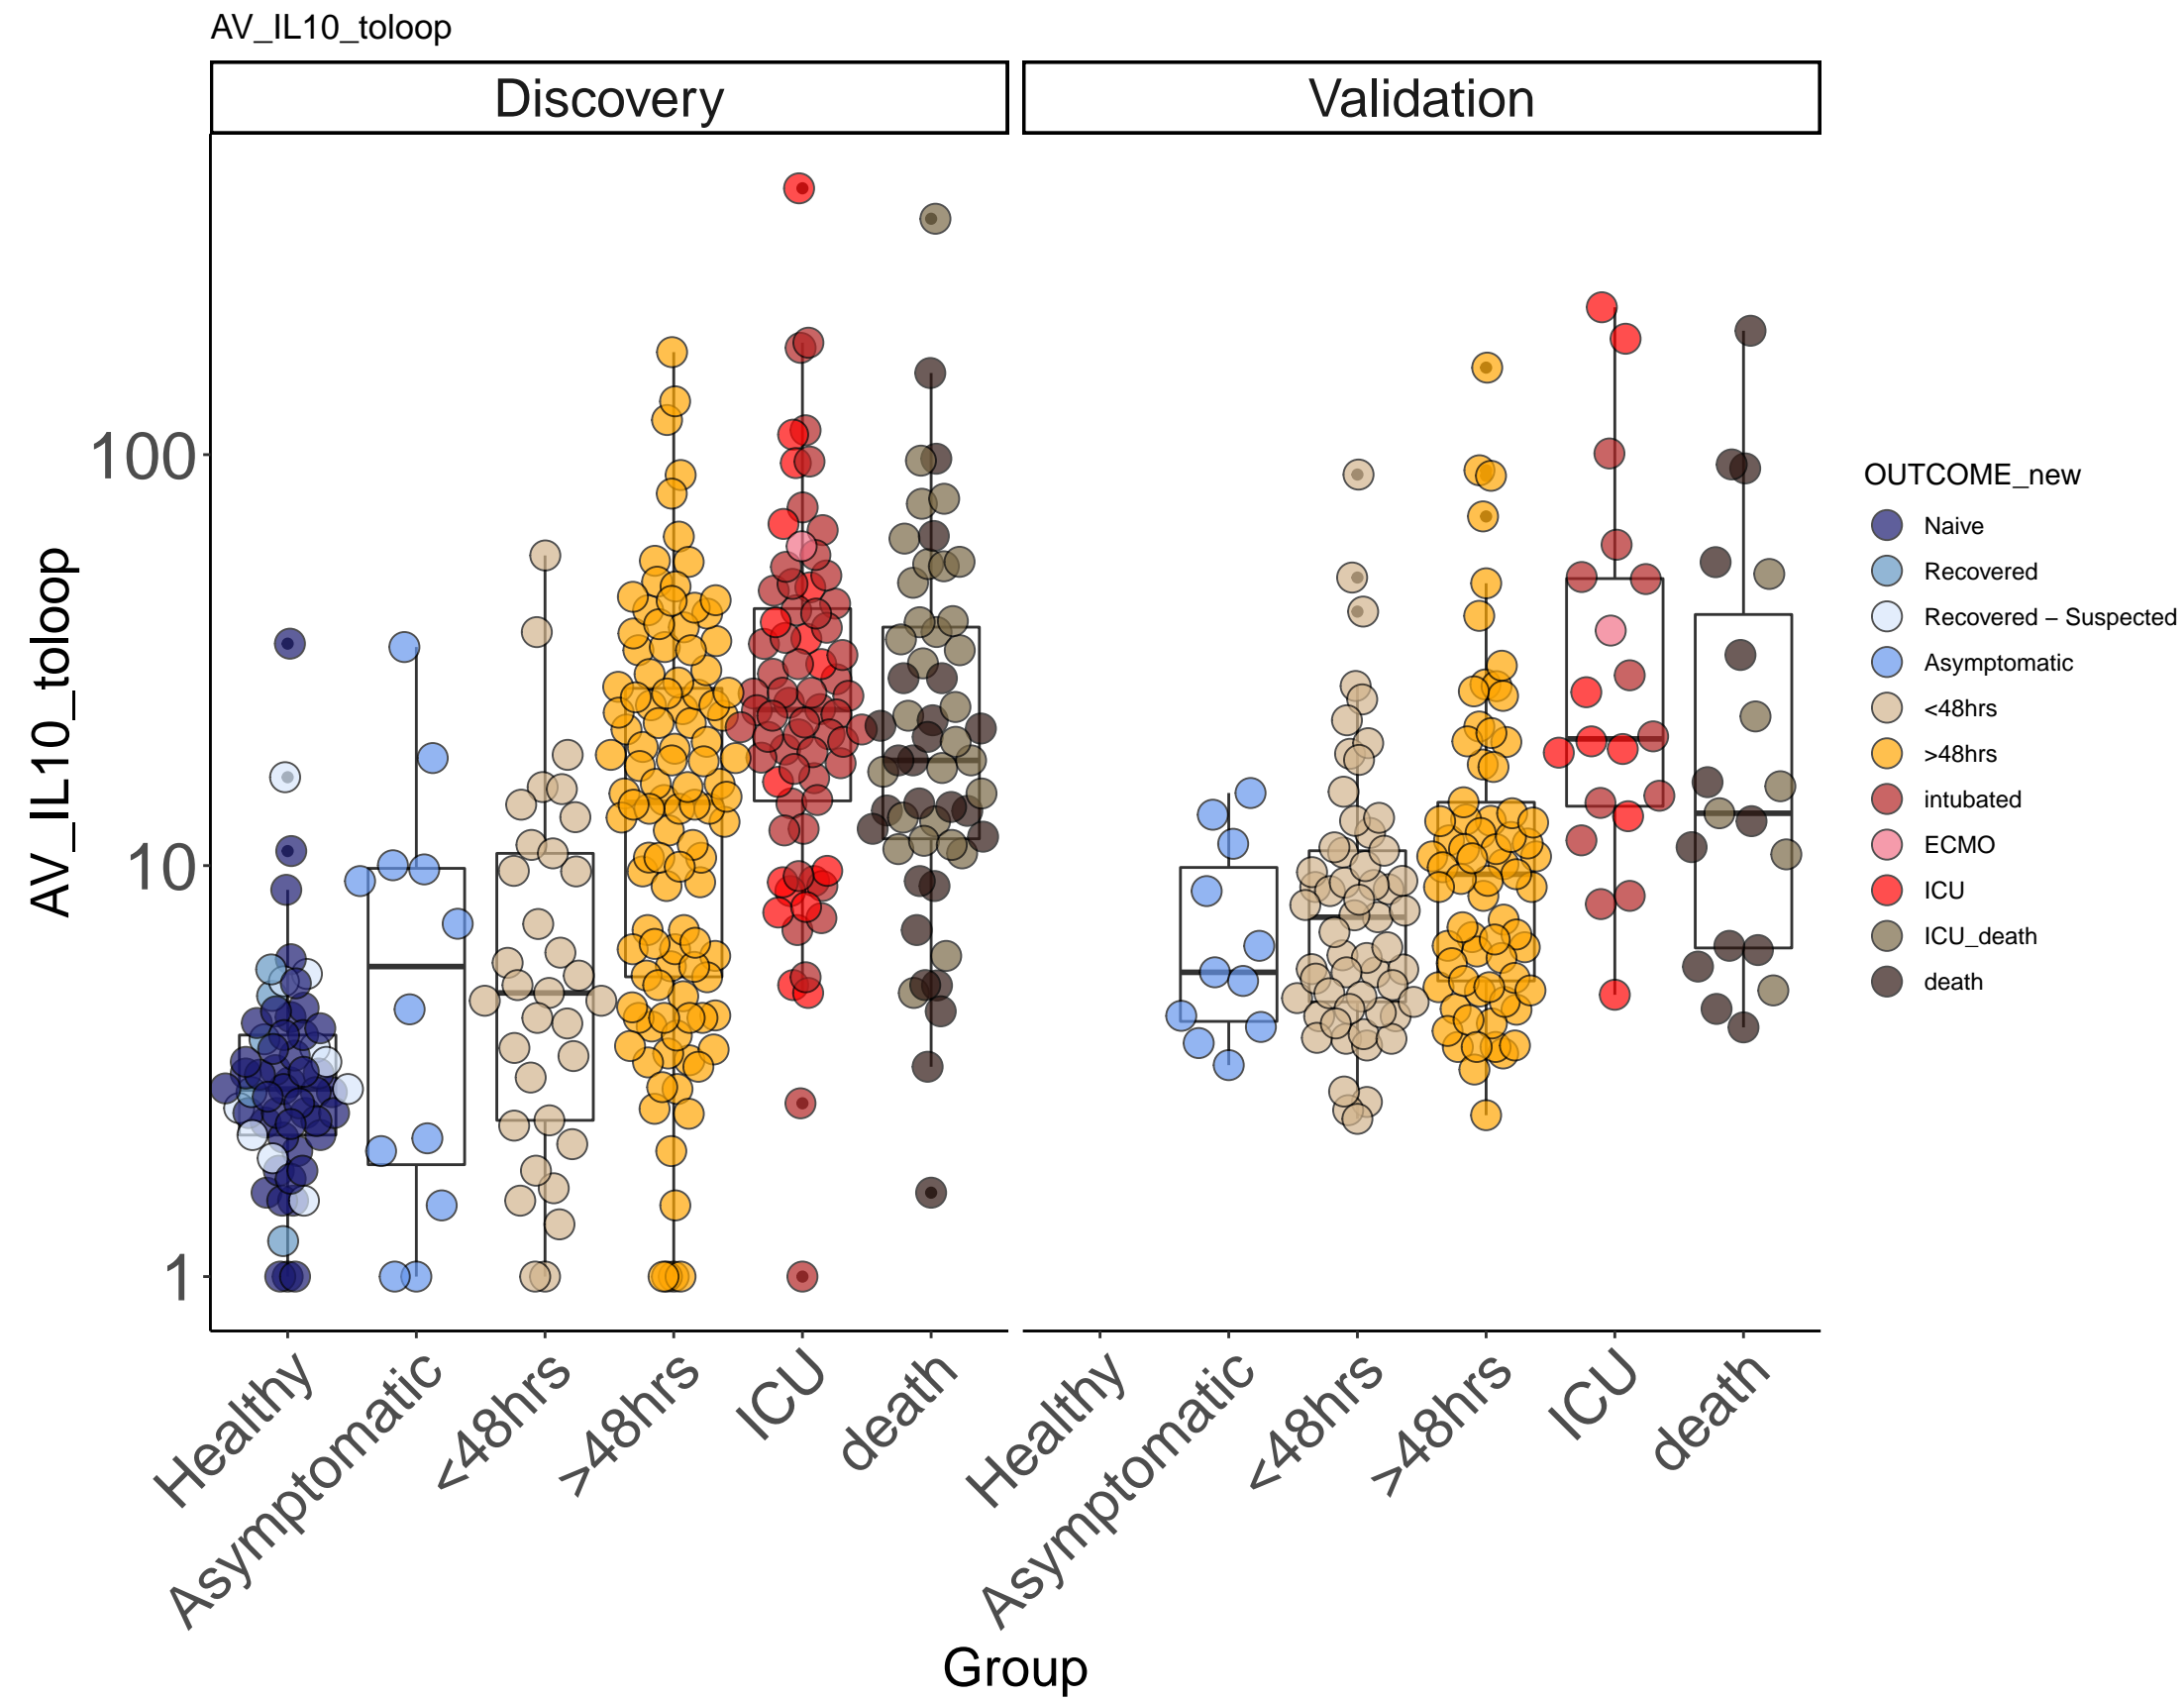 AV_IL10_toloop
Discovery
Validation
AV_IL10_toloop
100
10
1
Healthy
Asymptomatic
<48hrs
>48hrs
ICU
death
Healthy
Asymptomatic
<48hrs
>48hrs
ICU
death
Group
OUTCOME_new
Naive
Recovered
Recovered − Suspected
Asymptomatic
<48hrs
>48hrs
intubated
ECMO
ICU
ICU_death
death